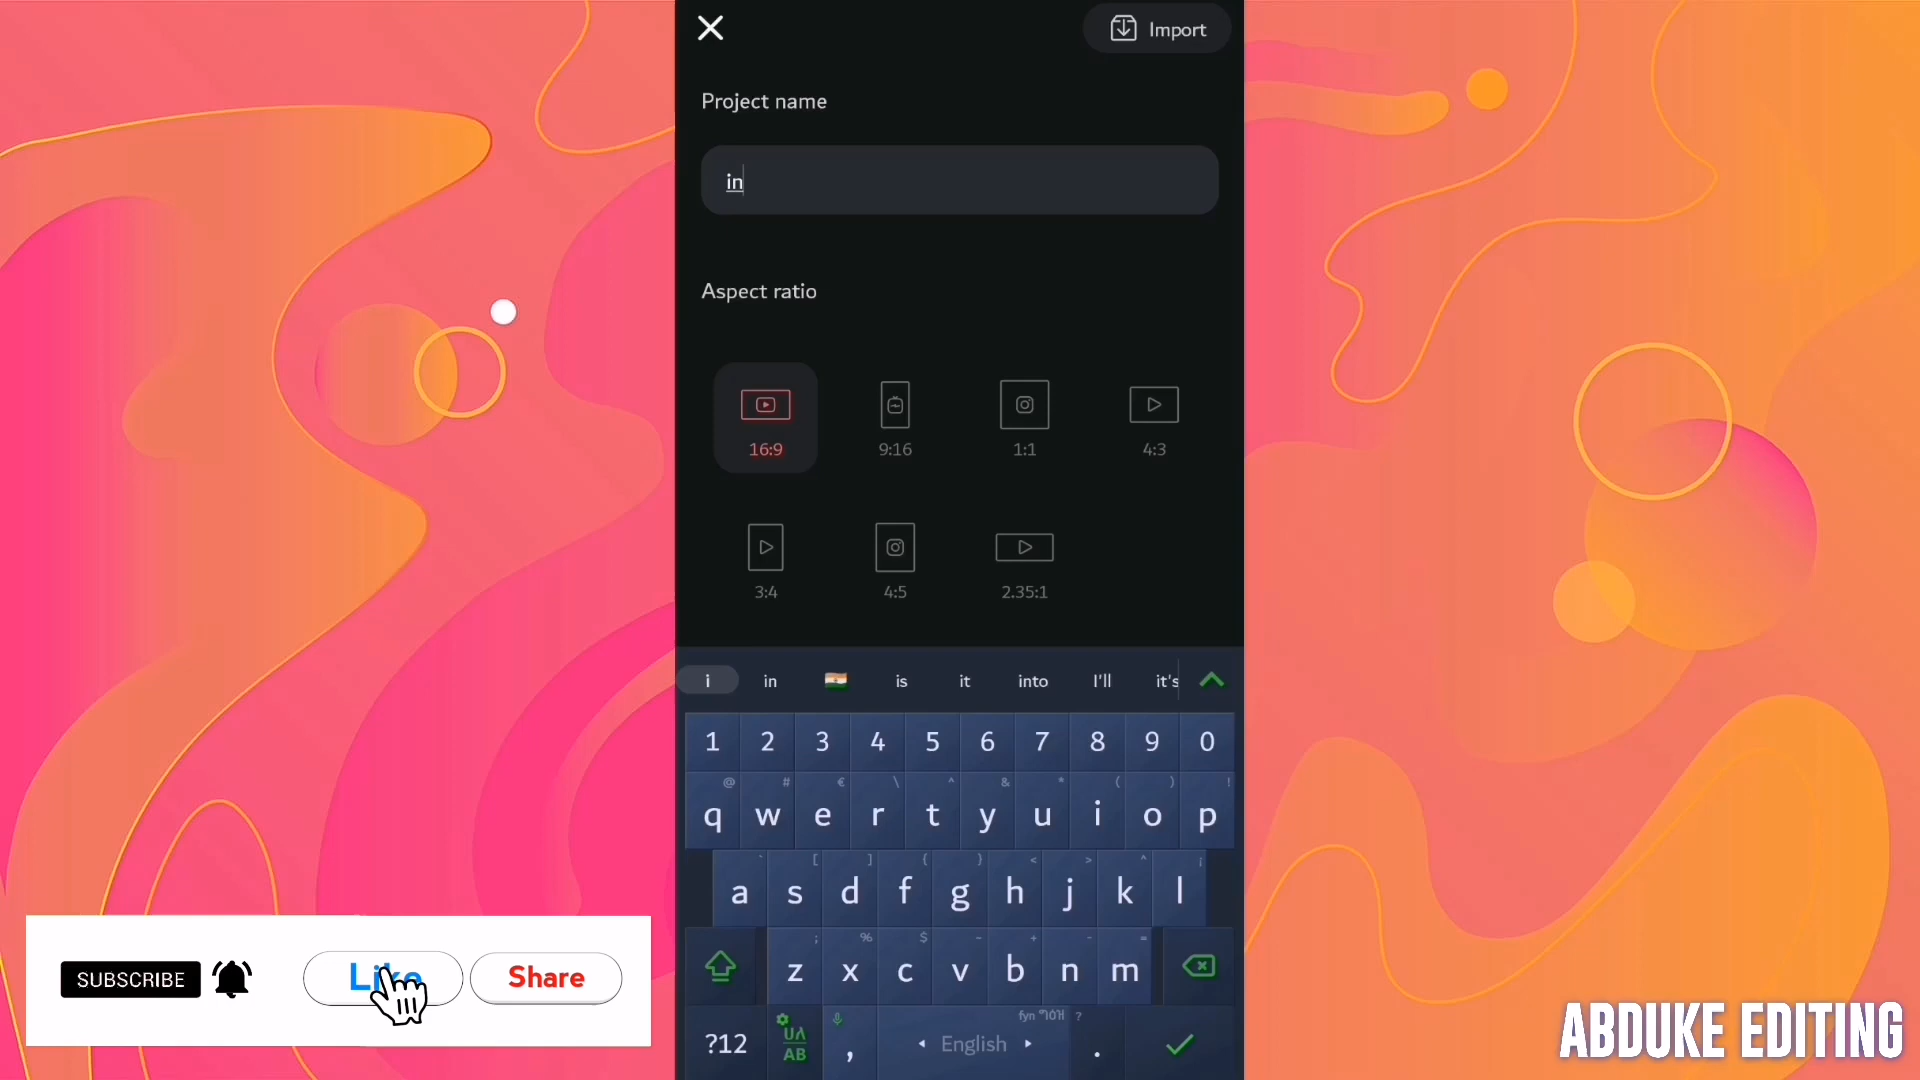 Import
Project name
in
Aspect ratio
16:9 9:16 1:1 4:3
3:4 4:5 2.35:1
i in is it into I'll it's
1 2 3 4 5 6 7 8 9 0
@ # € \ ^ & * ( ) !
q w e r t y u i o p
` [ ] { } < > ^ ¡
a s d f g h j k l
; % $ - + - =
z x c v b n m
?12 AB , English . ?
SUBSCRIBE Like Share
ABDUKE EDITING